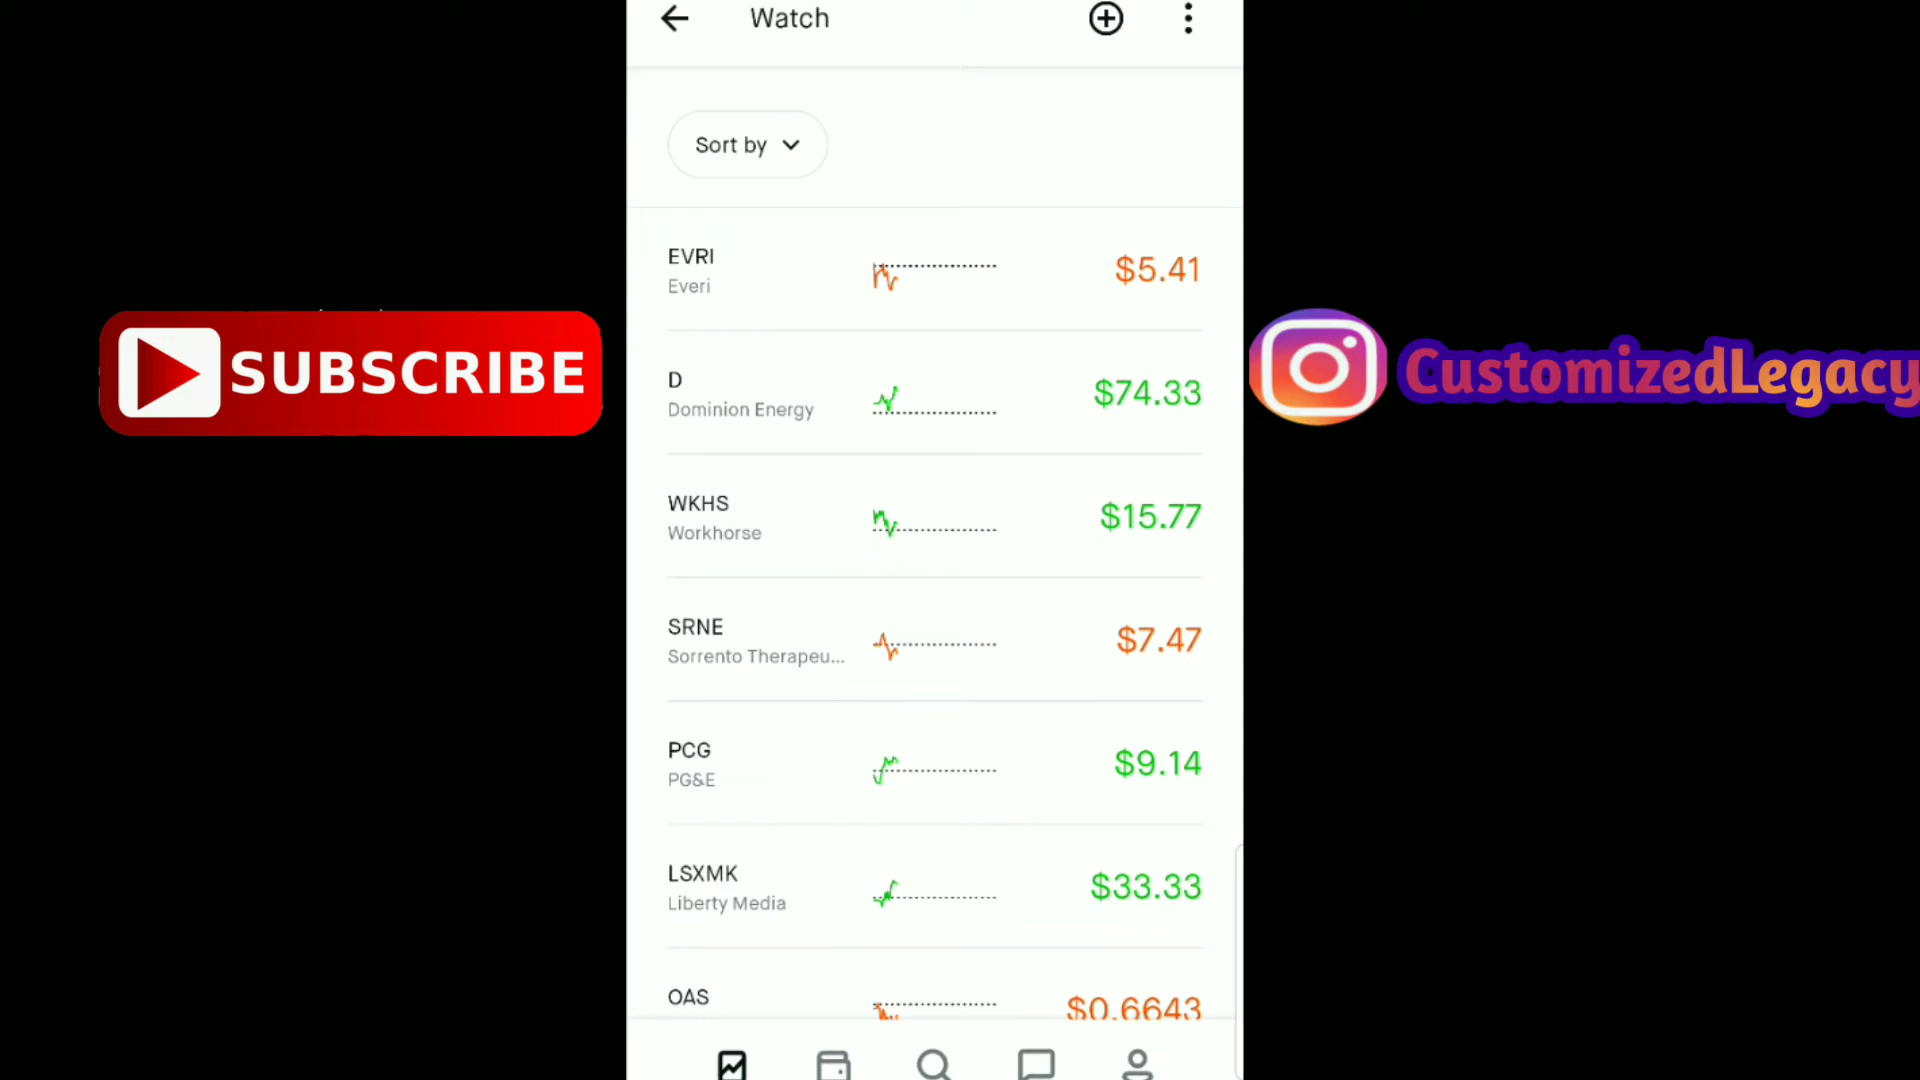 Watch
Sort by
EVRI
Everi
$5.41
D
Dominion Energy
$74.33
WKHS
Workhorse
$15.77
SRNE
Sorrento Therapeu...
$7.47
PCG
PG&E
$9.14
LSXMK
Liberty Media
$33.33
OAS
$0.6643
SUBSCRIBE
CustomizedLegacy